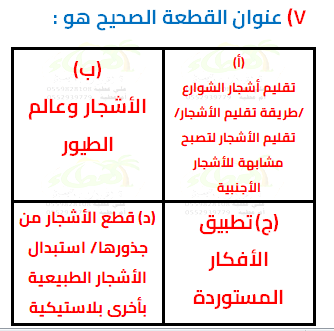 ٧) عنوان القطعة الصحيح هو :
(أ)
تقليم أشجار الشوارع
/طريقة تقليم الأشجار/
تقليم الأشجار لتصبح
مشابهة للأشجار
الأجنبية
(ب)
الأشجار وعالم
الطيور
(ج) تطبيق
الأفكار
المستوردة
(د) قطع الأشجار من
جذورها/ استبدال
الأشجار الطبيعية
بأخرى بلاستيكية